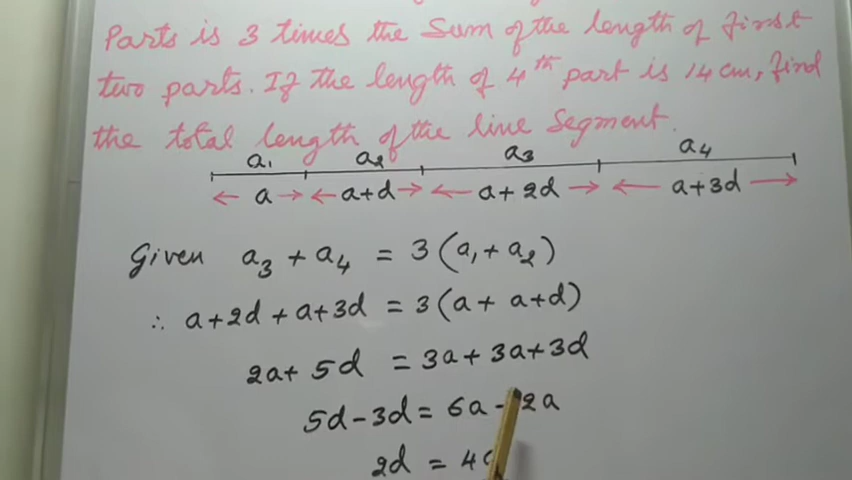 Parts is 3 times the Sum of the length of first
two parts. If the length of 4th part is 14 cm, find
the total length of the line Segment.
a1 a2 a3 a4
a a+d a + 2d a+3d
Given a3 + a4 = 3(a1 + a2)
∴ a+2d + a+3d = 3(a + a+d)
2a + 5d = 3a + 3a + 3d
5d - 3d = 6a - 2a
2d = 4